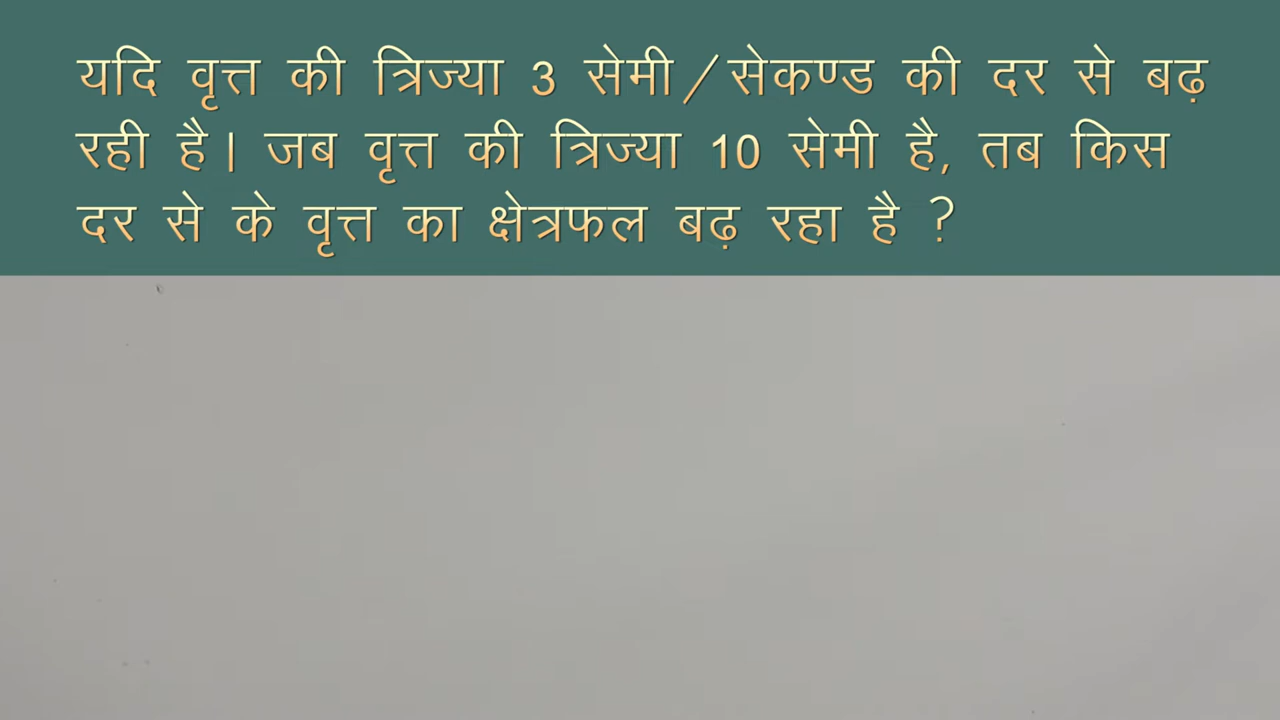 यदि वृत्त की त्रिज्या 3 सेमी/सेकण्ड की दर से बढ़
रही है। जब वृत्त की त्रिज्या 10 सेमी है, तब किस
दर से के वृत्त का क्षेत्रफल बढ़ रहा है ?